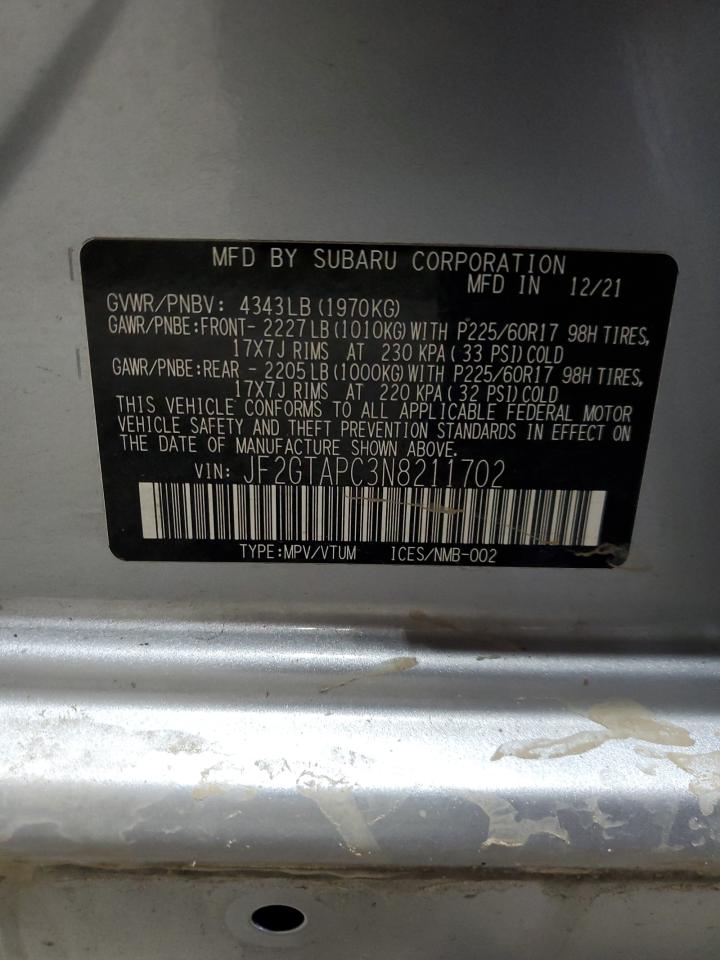 MFD BY SUBARU CORPORATION
MFD IN 12/21
GVWR/PNBV: 4343LB (1970KG)
GAWR/PNBE:FRONT- 2227LB (1010KG) WITH P225/60R17 98H TIRES,
17X7J RIMS AT 230 KPA ( 33 PSI) COLD
GAWR/PNBE:REAR - 2205LB (1000KG) WITH P225/60R17 98H TIRES,
17X7J RIMS AT 220 KPA ( 32 PSI) COLD
THIS VEHICLE CONFORMS TO ALL APPLICABLE FEDERAL MOTOR
VEHICLE SAFETY AND THEFT PREVENTION STANDARDS IN EFFECT ON
THE DATE OF MANUFACTURE SHOWN ABOVE.
VIN: JF2GTAPC3N8211702
TYPE:MPV/VTUM ICES/NMB-002